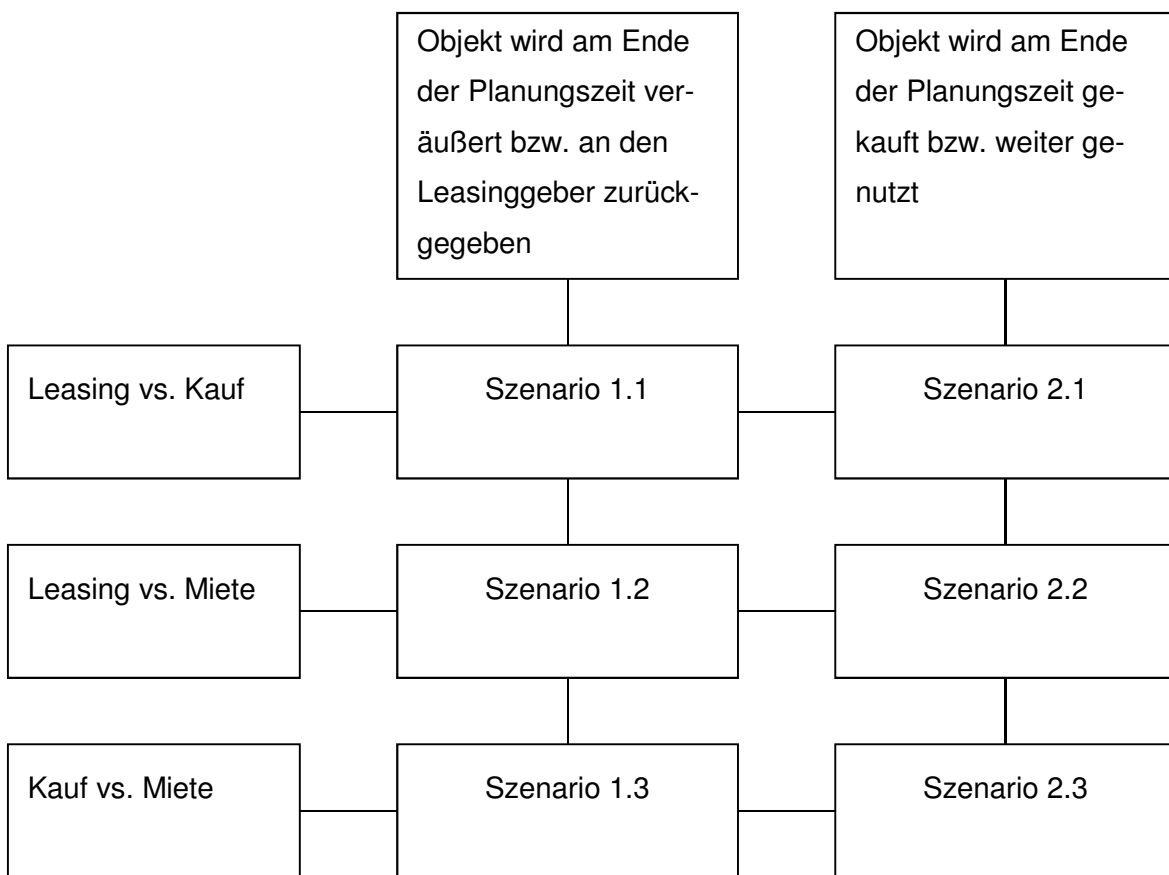 Objekt wird am Ende
der Planungszeit ver-
äußert bzw. an den
Leasinggeber zurück-
gegeben
Objekt wird am Ende
der Planungszeit ge-
kauft bzw. weiter ge-
nutzt
Leasing vs. Kauf
Szenario 1.1
Szenario 2.1
Leasing vs. Miete
Szenario 1.2
Szenario 2.2
Kauf vs. Miete
Szenario 1.3
Szenario 2.3